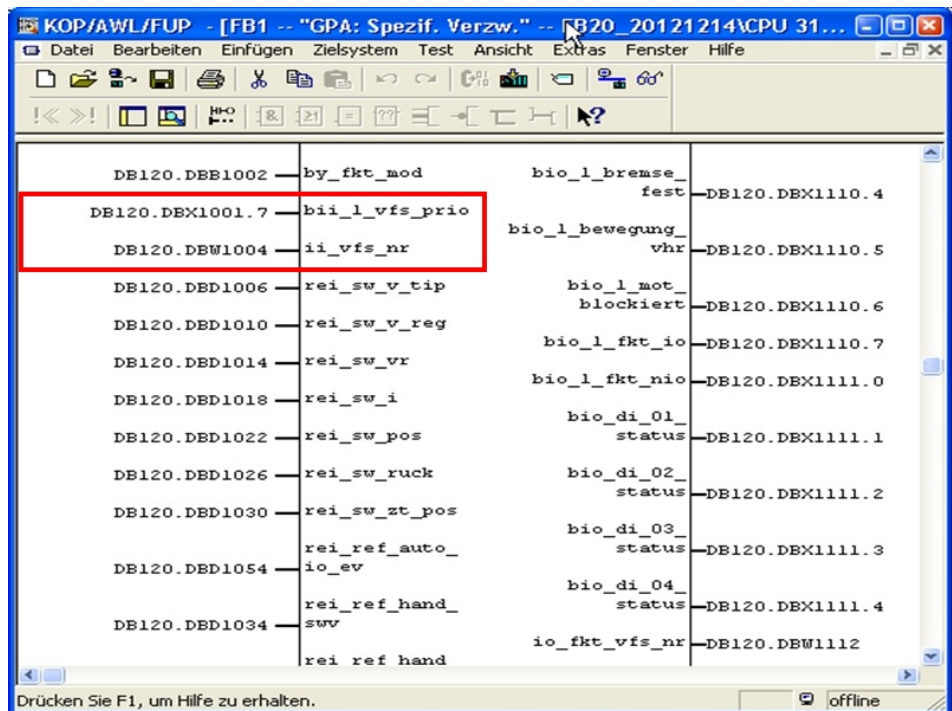 KOP/AWL/FUP - [FB1 -- "GPA: Spezif. Verzw." -- FB20_20121214\CPU 31...
Datei Bearbeiten Einfügen Zielsystem Test Ansicht Extras Fenster Hilfe
DB120.DBB1002 by_fkt_mod
DB120.DBX1001.7 bii_l_vfs_prio
DB120.DBW1004 ii_vfs_nr
DB120.DBD1006 rei_sw_v_tip
DB120.DBD1010 rei_sw_v_reg
DB120.DBD1014 rei_sw_vr
DB120.DBD1018 rei_sw_i
DB120.DBD1022 rei_sw_pos
DB120.DBD1026 rei_sw_ruck
DB120.DBD1030 rei_sw_zt_pos
rei_ref_auto_
DB120.DBD1054 io_ev
rei_ref_hand_
DB120.DBD1034 swv
rei_ref_hand
bio_l_bremse_
fest DB120.DBX1110.4
bio_l_bewegung_
vhr DB120.DBX1110.5
bio_l_mot_
blockiert DB120.DBX1110.6
bio_l_fkt_io DB120.DBX1110.7
bio_l_fkt_nio DB120.DBX1111.0
bio_di_01_
status DB120.DBX1111.1
bio_di_02_
status DB120.DBX1111.2
bio_di_03_
status DB120.DBX1111.3
bio_di_04_
status DB120.DBX1111.4
io_fkt_vfs_nr DB120.DBW1112
Drücken Sie F1, um Hilfe zu erhalten.
offline